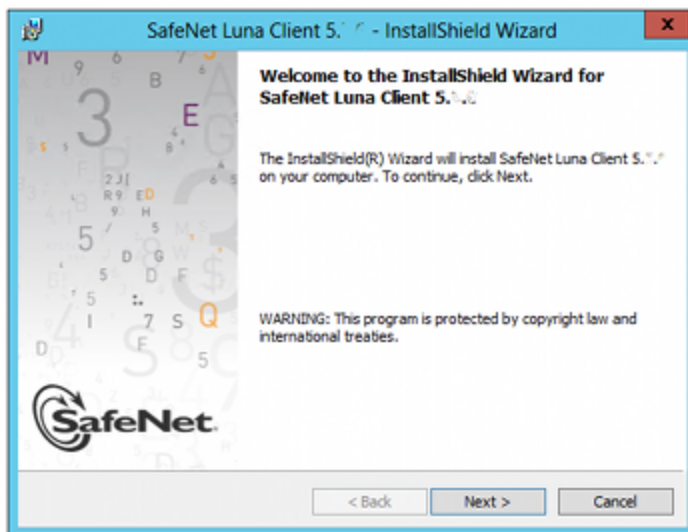 SafeNet Luna Client 5. - InstallShield Wizard
Welcome to the InstallShield Wizard for
SafeNet Luna Client 5.
The InstallShield(R) Wizard will install SafeNet Luna Client 5.
on your computer. To continue, click Next.
WARNING: This program is protected by copyright law and
international treaties.
SafeNet.
< Back
Next >
Cancel